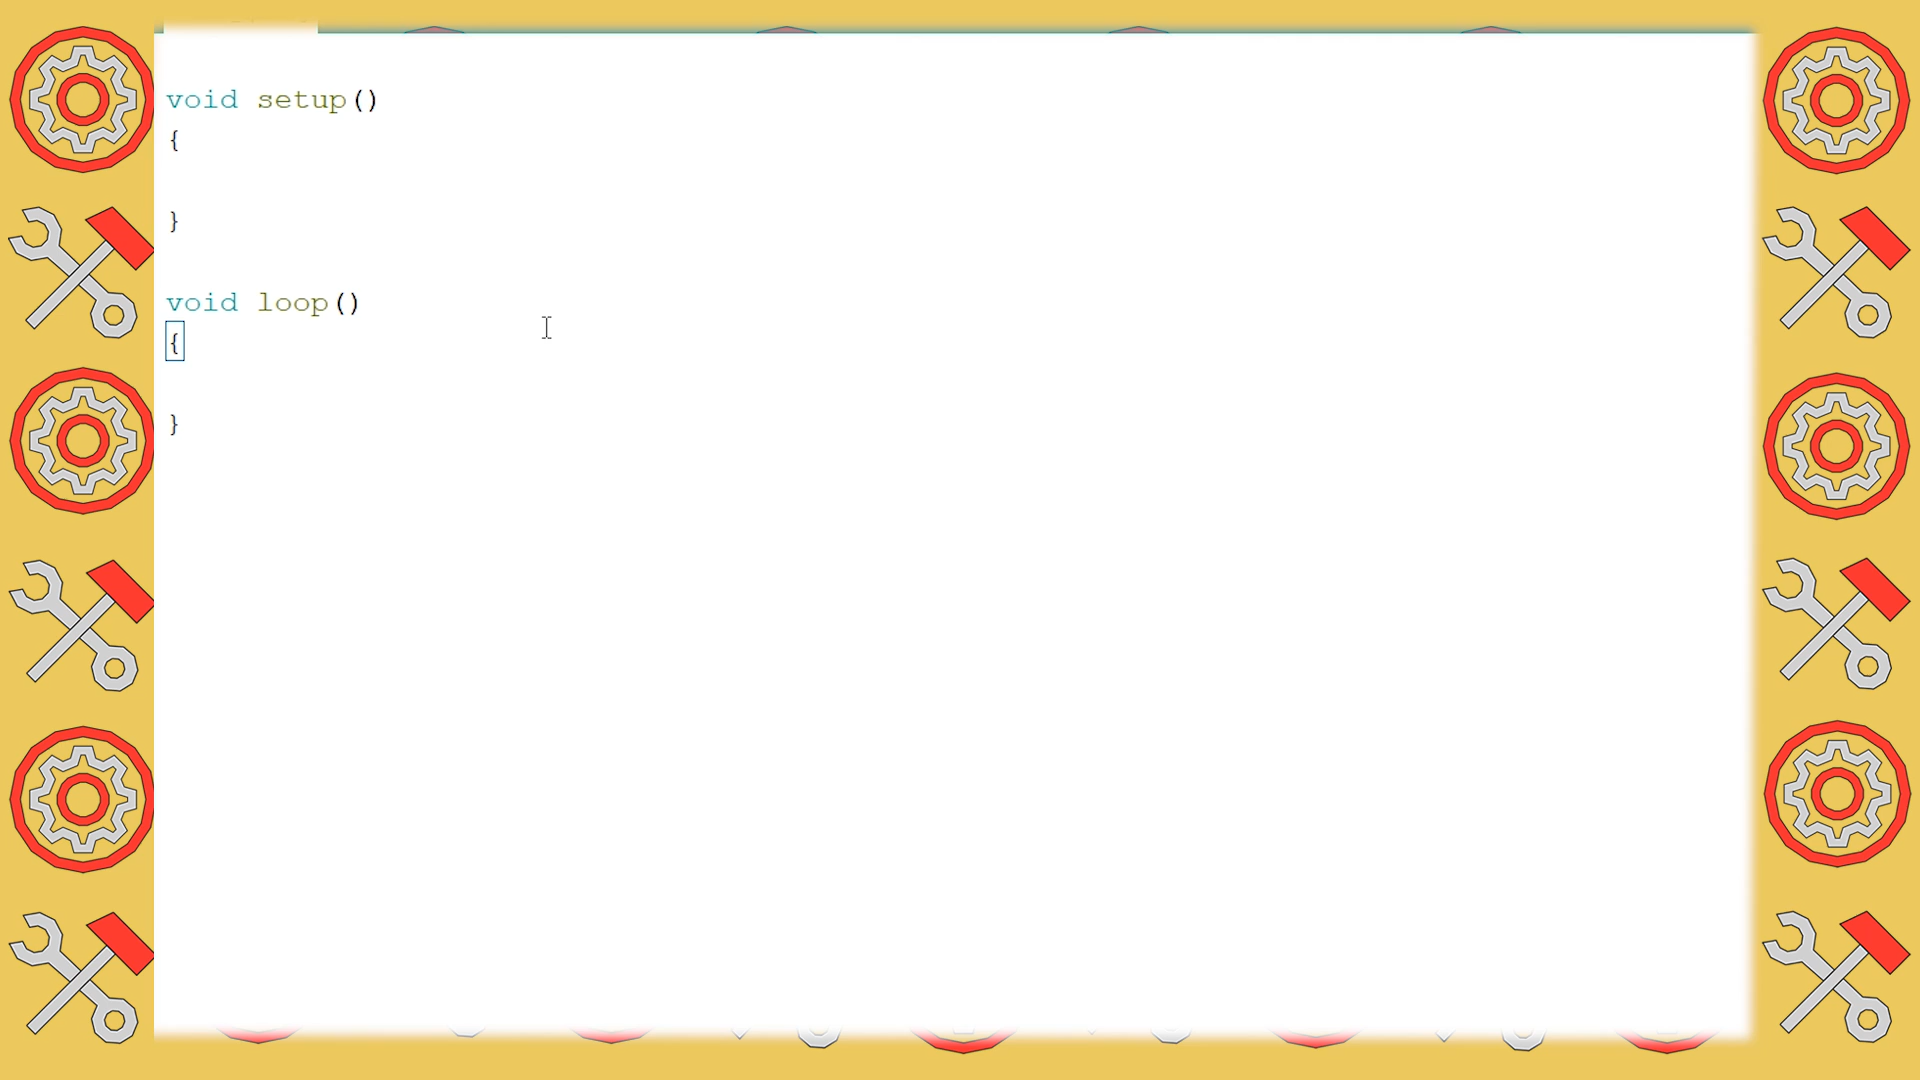 void setup()
{
}
void loop()
{
}